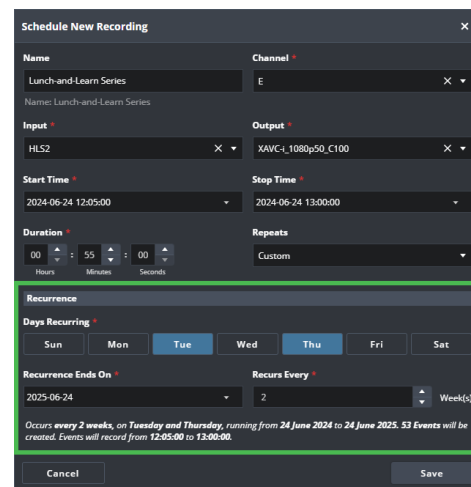 Schedule New Recording ×
Name Channel *
Lunch-and-Learn Series E
Name: Lunch-and-Learn Series
Input * Output *
HLS2 XAVC-i_1080p50_C100
Start Time * Stop Time *
2024-06-24 12:05:00 2024-06-24 13:00:00
Duration * Repeats
00 : 55 : 00 Custom
Hours Minutes Seconds
Recurrence
Days Recurring *
Sun Mon Tue Wed Thu Fri Sat
Recurrence Ends On * Recurs Every *
2025-06-24 2 Week(s)
Occurs every 2 weeks, on Tuesday and Thursday, running from 24 June 2024 to 24 June 2025. 53 Events will be
created. Events will record from 12:05:00 to 13:00:00.
Cancel Save